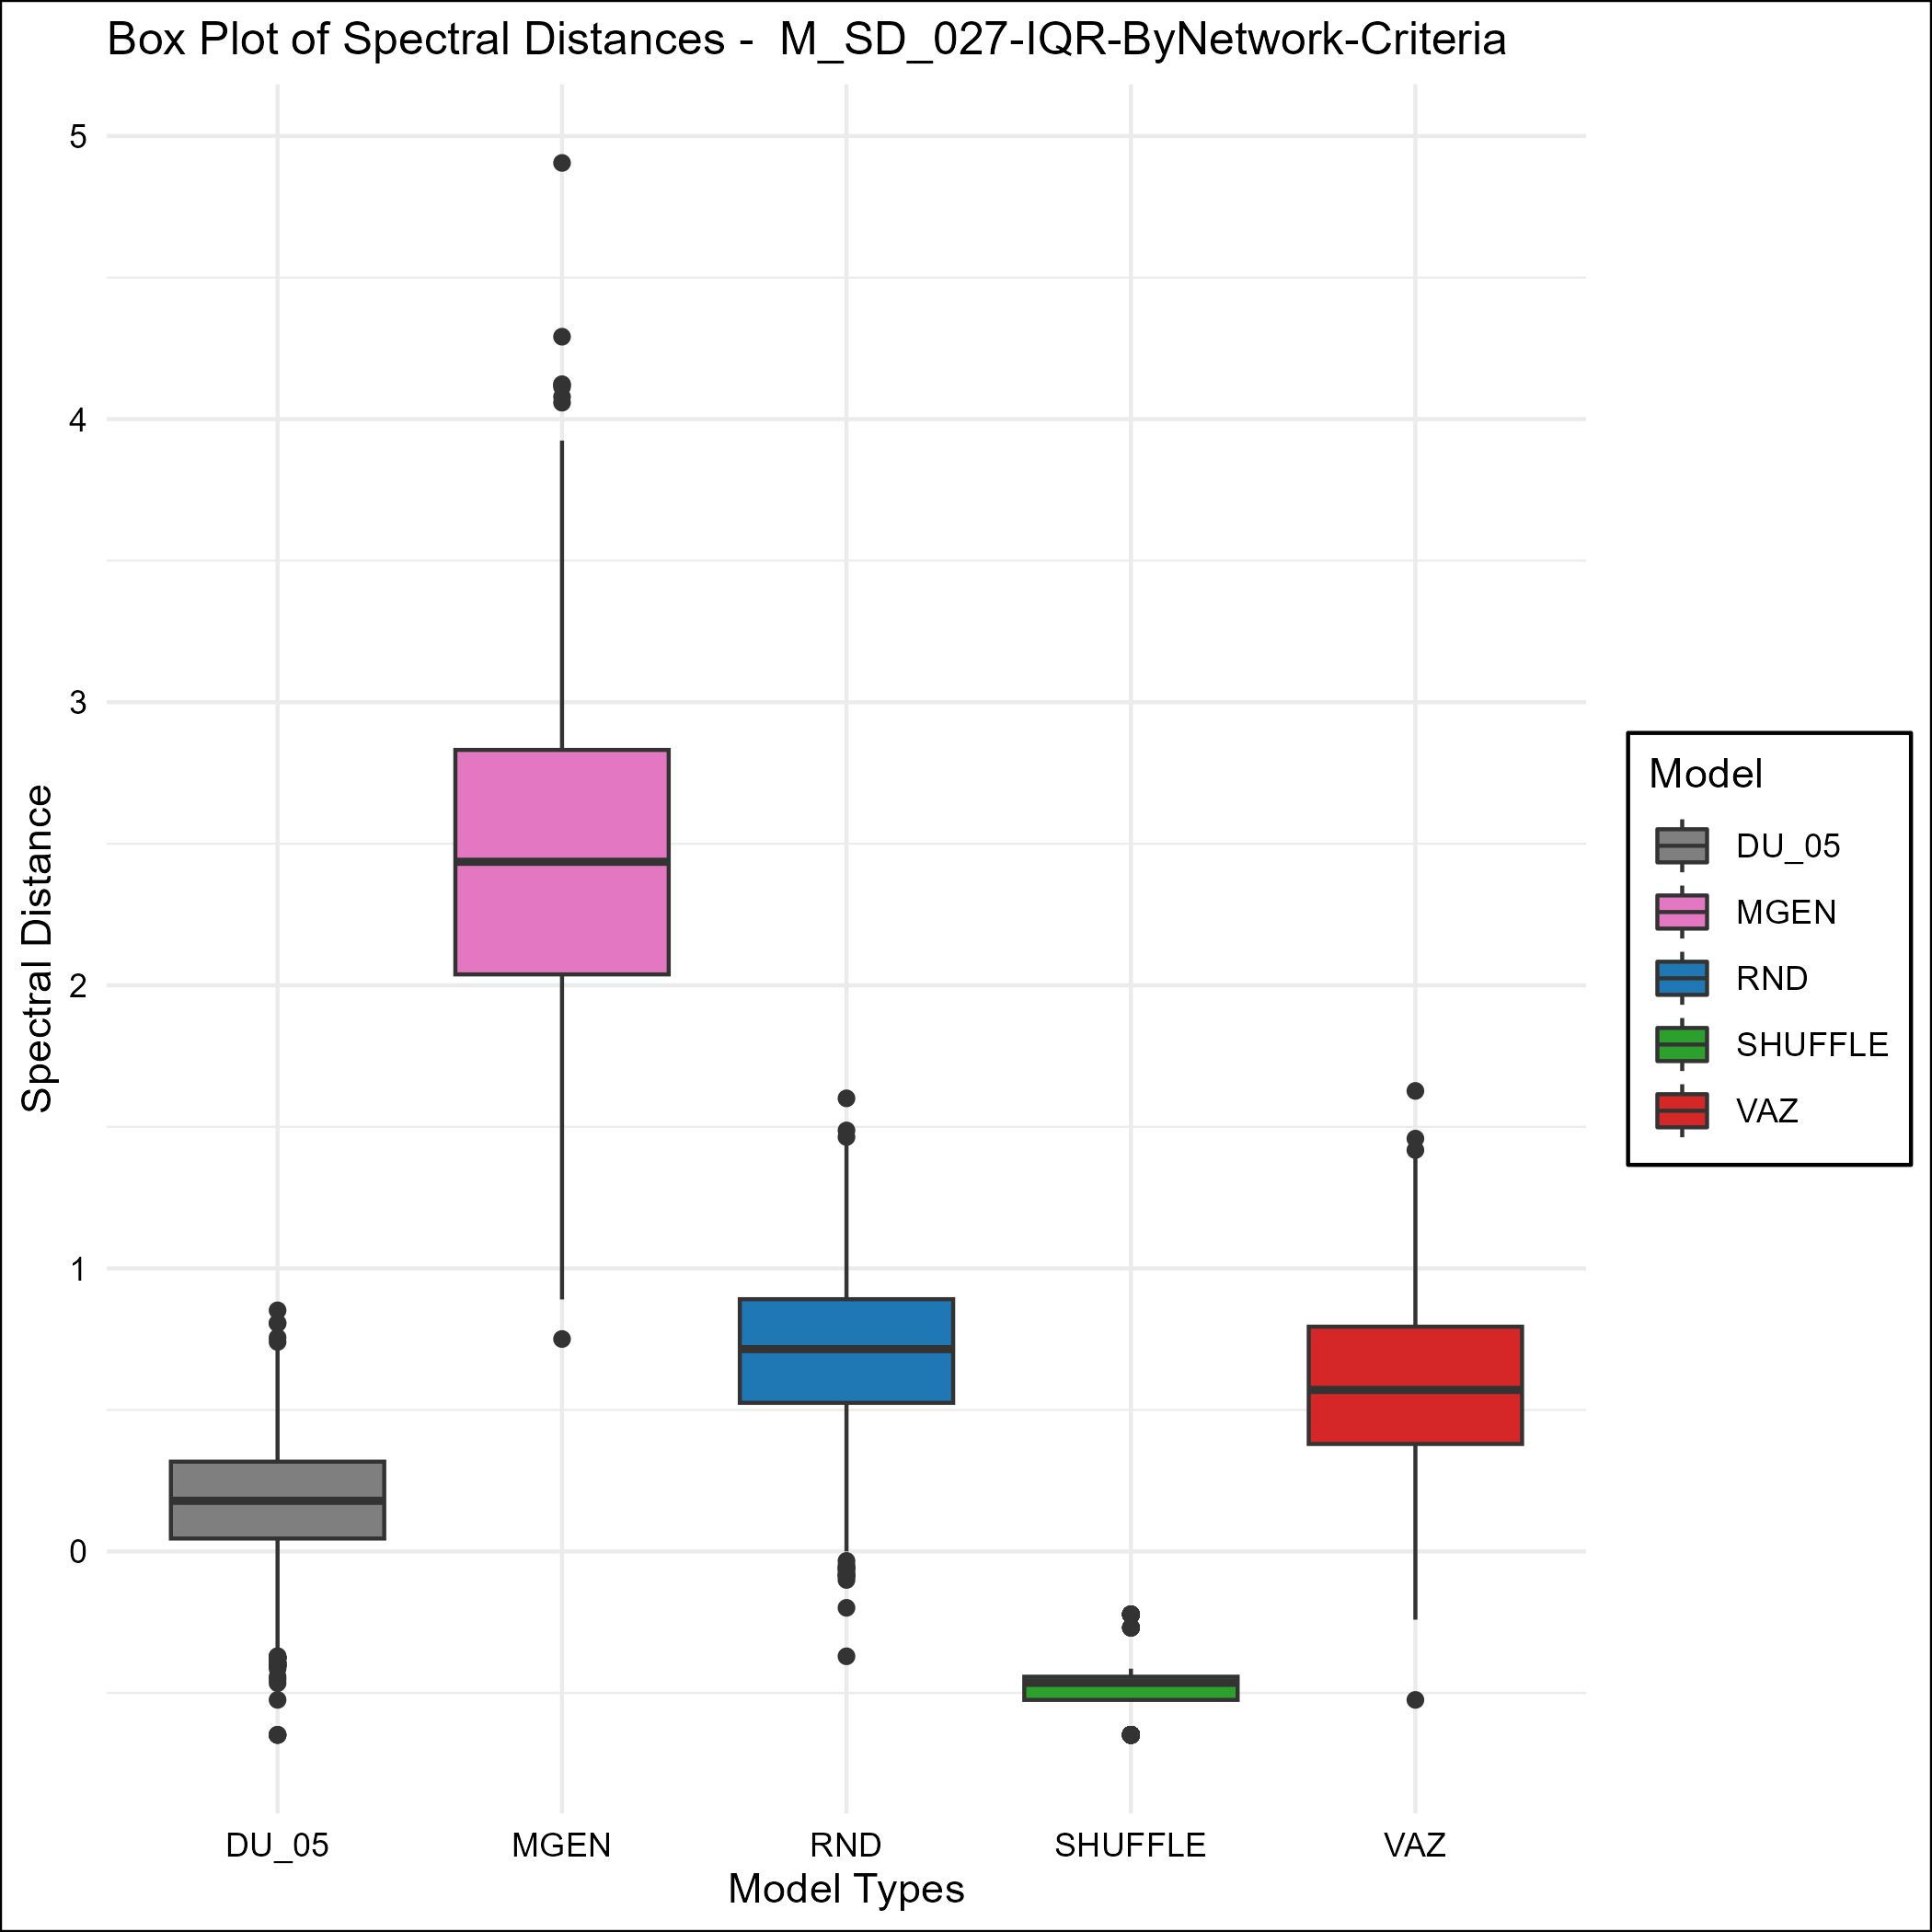 Box Plot of Spectral Distances -  M_SD_027-IQR-ByNetwork-Criteria
5
4
3
2
1
0
Spectral Distance
DU_05
MGEN
RND
SHUFFLE
VAZ
Model Types
Model
DU_05
MGEN
RND
SHUFFLE
VAZ